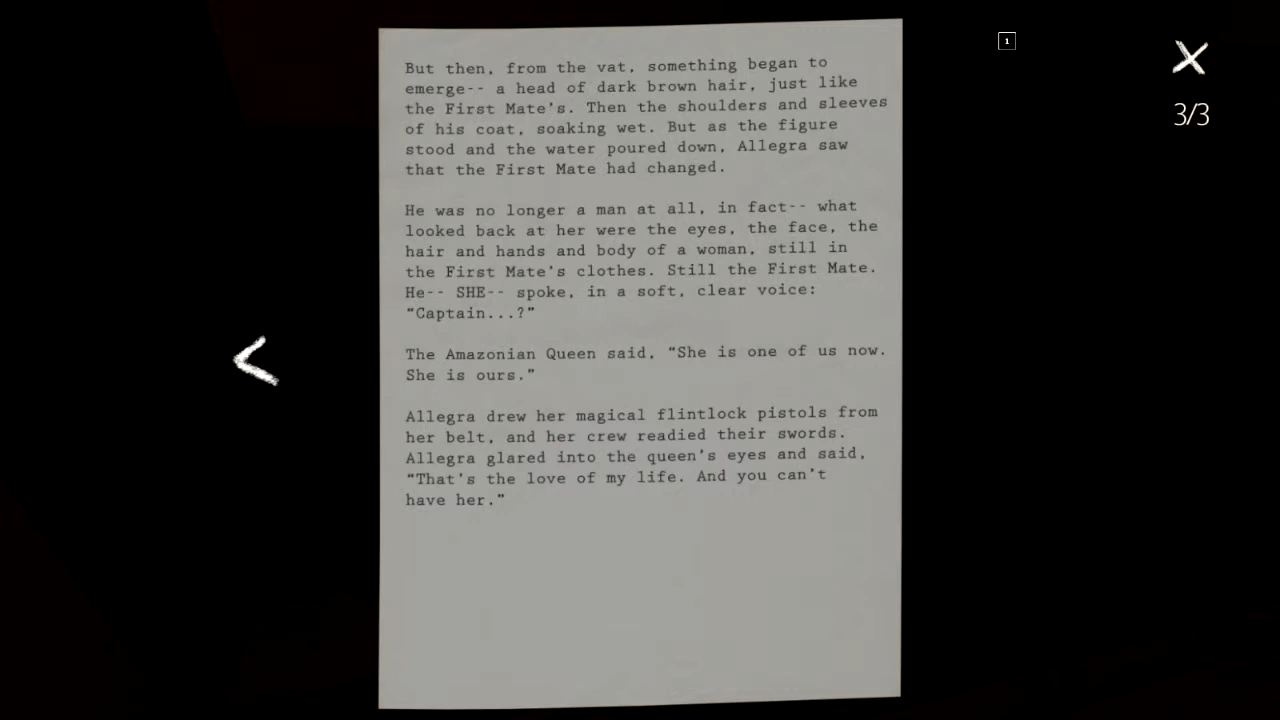 But then, from the vat, something began to
emerge-- a head of dark brown hair, just like
the First Mate's. Then the shoulders and sleeves
of his coat, soaking wet. But as the figure
stood and the water poured down, Allegra saw
that the First Mate had changed.
He was no longer a man at all, in fact-- what
looked back at her were the eyes, the face, the
hair and hands and body of a woman, still in
the First Mate's clothes. Still the First Mate.
He-- SHE-- spoke, in a soft, clear voice:
“Captain...?”
The Amazonian Queen said, “She is one of us now.
She is ours.”
Allegra drew her magical flintlock pistols from
her belt, and her crew readied their swords.
Allegra glared into the queen's eyes and said,
“That's the love of my life. And you can't
have her.”
1
3/3